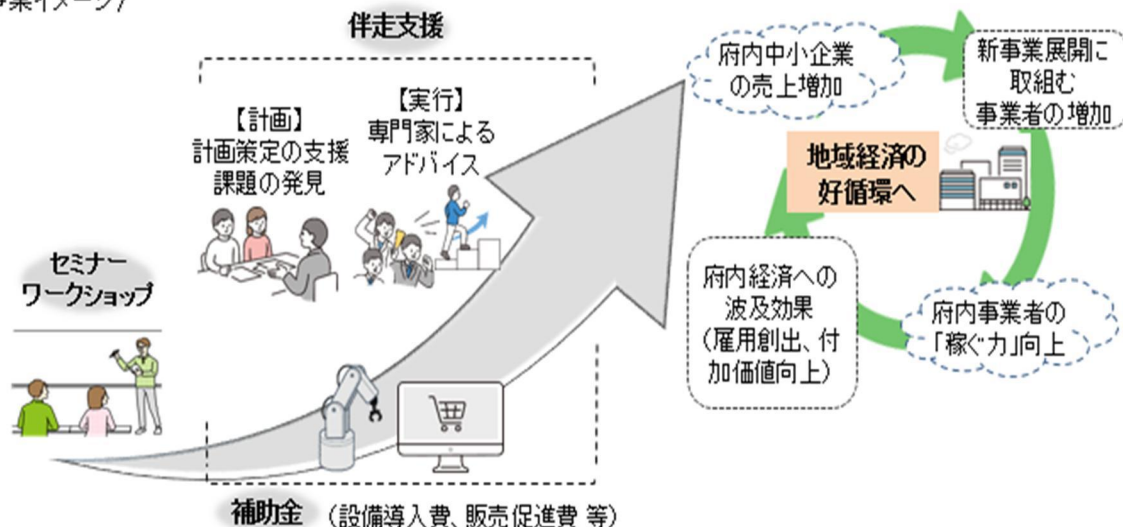 事業イメージ/
伴走支援
【計画】
計画策定の支援
課題の発見
【実行】
専門家による
アドバイス
セミナー
ワークショップ
補助金 (設備導入費、販売促進費 等)
府内中小企業
の売上増加
新事業展開に
取組む
事業者の増加
地域経済の
好循環へ
府内事業者の
「稼ぐ力」向上
府内経済への
波及効果
(雇用創出、付
加価値向上)